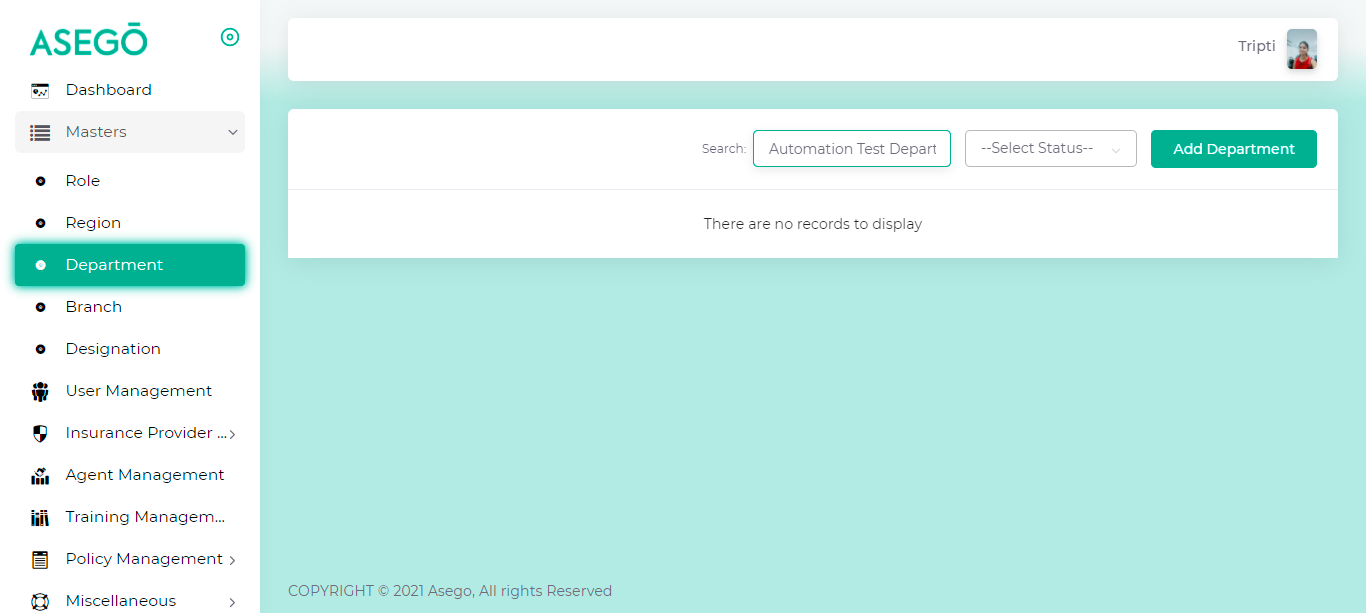 ASEGŌ
Dashboard
Masters
Role
Region
Department
Branch
Designation
User Management
Insurance Provider ...
Agent Management
Training Managem...
Policy Management
Miscellaneous
Tripti
Search: Automation Test Depart --Select Status-- Add Department
There are no records to display
COPYRIGHT © 2021 Asego, All rights Reserved